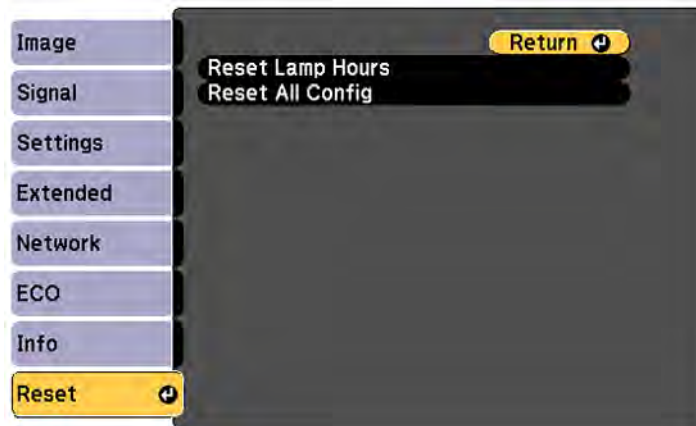 Image
Signal
Settings
Extended
Network
ECO
Info
Reset
Return
Reset Lamp Hours
Reset All Config